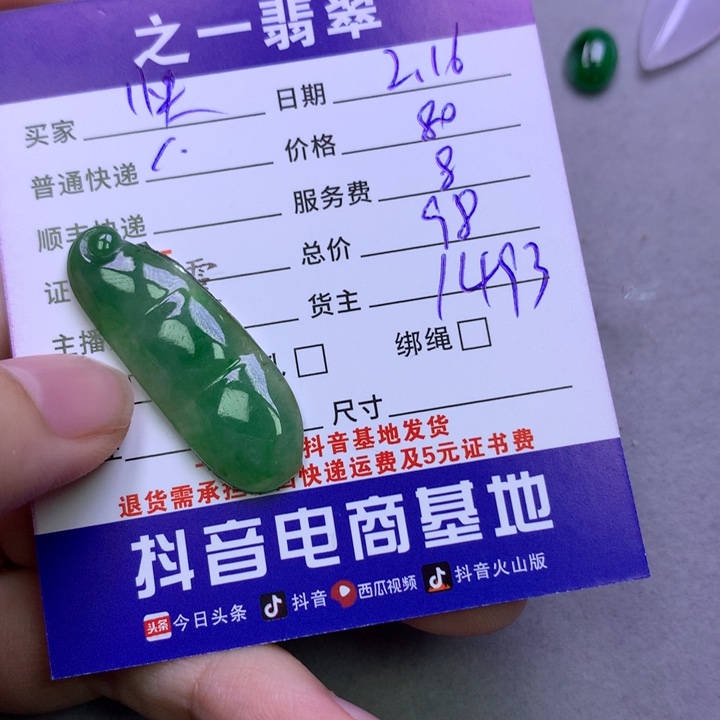 之一翡翠
买家 快 日期 2.16
普通快递 价格 80
顺丰快递 服务费 8
总价 98
证 货主 1493
主播 绑绳
尺寸
抖音基地发货
退货需承担 快递运费及5元证书费
抖音电商基地
头条 今日头条 抖音 西瓜视频 抖音火山版